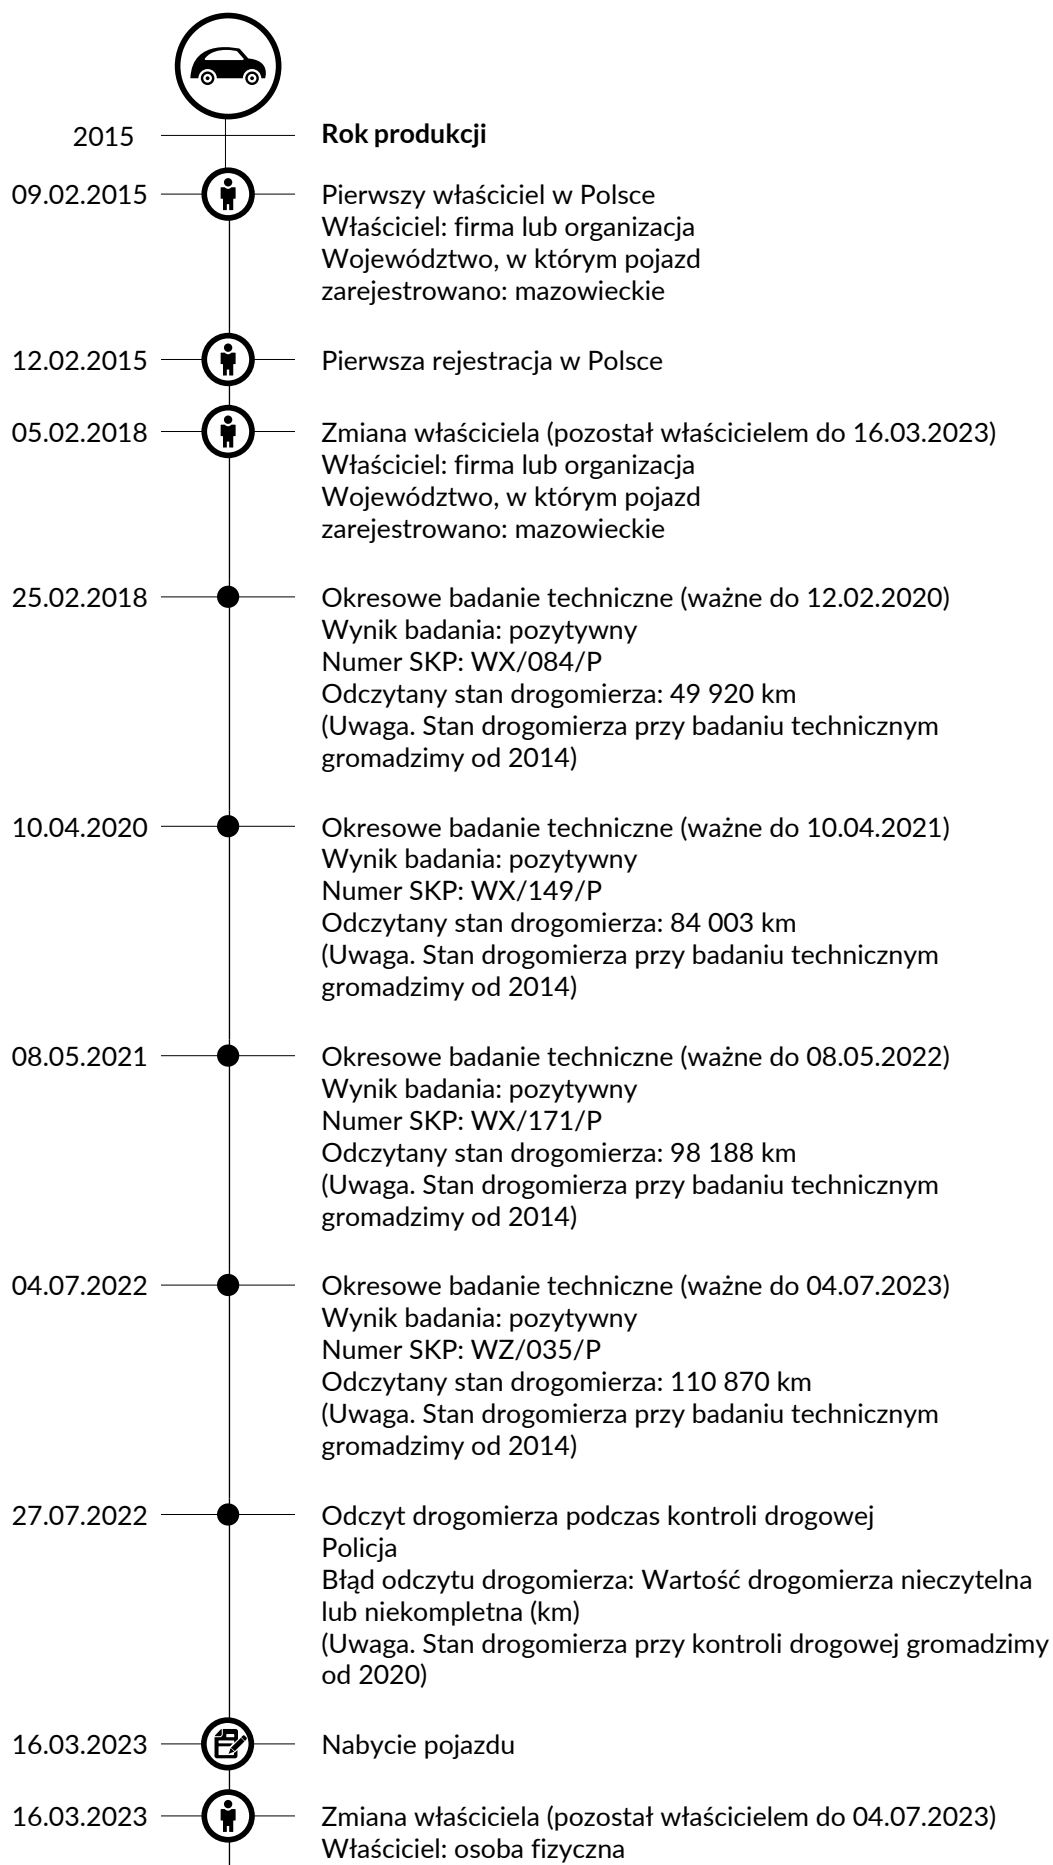 2015 Rok produkcji
09.02.2015 Pierwszy właściciel w Polsce
Właściciel: firma lub organizacja
Województwo, w którym pojazd
zarejestrowano: mazowieckie
12.02.2015 Pierwsza rejestracja w Polsce
05.02.2018 Zmiana właściciela (pozostał właścicielem do 16.03.2023)
Właściciel: firma lub organizacja
Województwo, w którym pojazd
zarejestrowano: mazowieckie
25.02.2018 Okresowe badanie techniczne (ważne do 12.02.2020)
Wynik badania: pozytywny
Numer SKP: WX/084/P
Odczytany stan drogomierza: 49 920 km
(Uwaga. Stan drogomierza przy badaniu technicznym
gromadzimy od 2014)
10.04.2020 Okresowe badanie techniczne (ważne do 10.04.2021)
Wynik badania: pozytywny
Numer SKP: WX/149/P
Odczytany stan drogomierza: 84 003 km
(Uwaga. Stan drogomierza przy badaniu technicznym
gromadzimy od 2014)
08.05.2021 Okresowe badanie techniczne (ważne do 08.05.2022)
Wynik badania: pozytywny
Numer SKP: WX/171/P
Odczytany stan drogomierza: 98 188 km
(Uwaga. Stan drogomierza przy badaniu technicznym
gromadzimy od 2014)
04.07.2022 Okresowe badanie techniczne (ważne do 04.07.2023)
Wynik badania: pozytywny
Numer SKP: WZ/035/P
Odczytany stan drogomierza: 110 870 km
(Uwaga. Stan drogomierza przy badaniu technicznym
gromadzimy od 2014)
27.07.2022 Odczyt drogomierza podczas kontroli drogowej
Policja
Błąd odczytu drogomierza: Wartość drogomierza nieczytelna
lub niekompletna (km)
(Uwaga. Stan drogomierza przy kontroli drogowej gromadzimy
od 2020)
16.03.2023 Nabycie pojazdu
16.03.2023 Zmiana właściciela (pozostał właścicielem do 04.07.2023)
Właściciel: osoba fizyczna